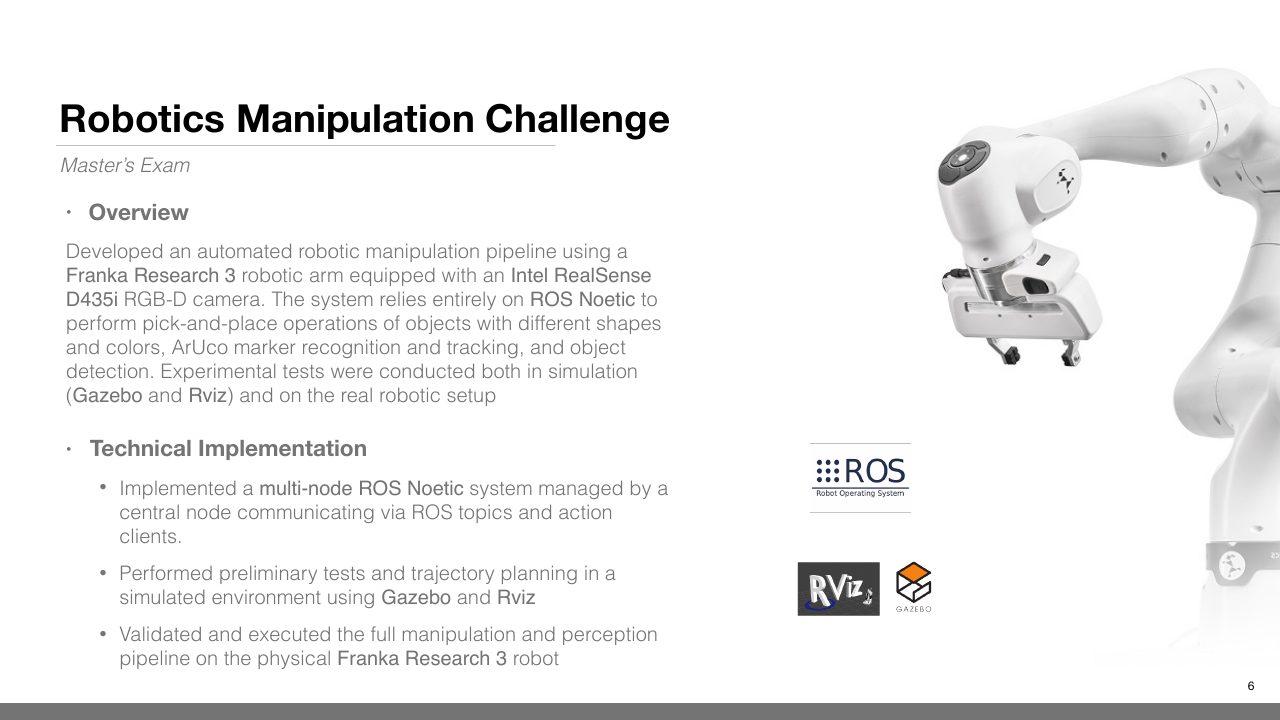 Robotics Manipulation Challenge
Master's Exam
• Overview
Developed an automated robotic manipulation pipeline using a
Franka Research 3 robotic arm equipped with an Intel RealSense
D435i RGB-D camera. The system relies entirely on ROS Noetic to
perform pick-and-place operations of objects with different shapes
and colors, ArUco marker recognition and tracking, and object
detection. Experimental tests were conducted both in simulation
(Gazebo and Rviz) and on the real robotic setup
• Technical Implementation
• Implemented a multi-node ROS Noetic system managed by a
central node communicating via ROS topics and action
clients.
• Performed preliminary tests and trajectory planning in a
simulated environment using Gazebo and Rviz
• Validated and executed the full manipulation and perception
pipeline on the physical Franka Research 3 robot
ROS
Robot Operating System
RViz
GAZEBO
6